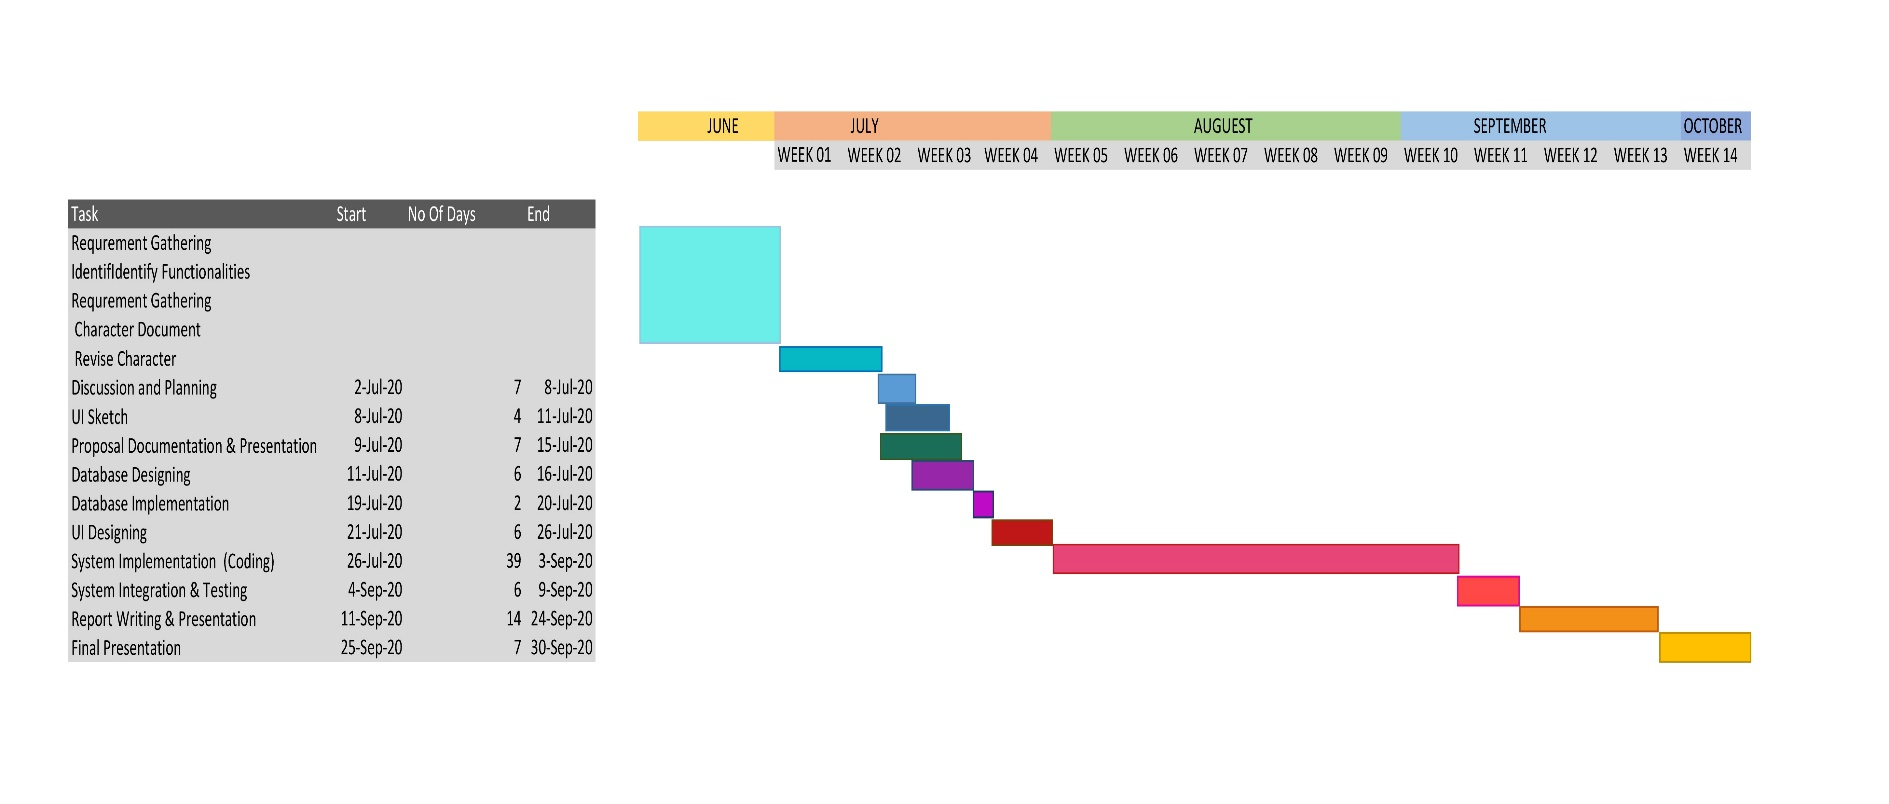 JUNE JULY AUGUEST SEPTEMBER OCTOBER
WEEK 01 WEEK 02 WEEK 03 WEEK 04 WEEK 05 WEEK 06 WEEK 07 WEEK 08 WEEK 09 WEEK 10 WEEK 11 WEEK 12 WEEK 13 WEEK 14
Task Start No Of Days End
Requrement Gathering
IdentifIdentify Functionalities
Requrement Gathering
Character Document
Revise Character
Discussion and Planning 2-Jul-20 7 8-Jul-20
UI Sketch 8-Jul-20 4 11-Jul-20
Proposal Documentation & Presentation 9-Jul-20 7 15-Jul-20
Database Designing 11-Jul-20 6 16-Jul-20
Database Implementation 19-Jul-20 2 20-Jul-20
UI Designing 21-Jul-20 6 26-Jul-20
System Implementation (Coding) 26-Jul-20 39 3-Sep-20
System Integration & Testing 4-Sep-20 6 9-Sep-20
Report Writing & Presentation 11-Sep-20 14 24-Sep-20
Final Presentation 25-Sep-20 7 30-Sep-20